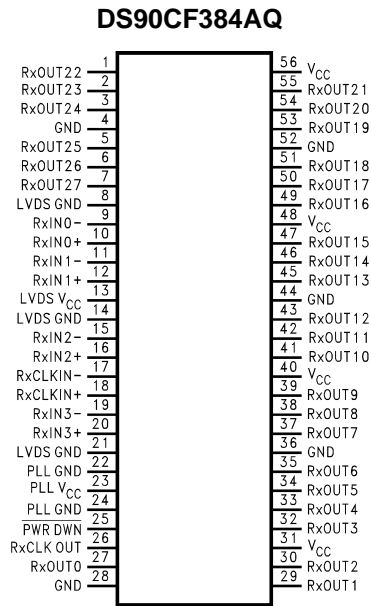 DS90CF384AQ
RxOUT22 1 56 VCC
RxOUT23 2 55 RxOUT21
RxOUT24 3 54 RxOUT20
GND 4 53 RxOUT19
RxOUT25 5 52 GND
RxOUT26 6 51 RxOUT18
RxOUT27 7 50 RxOUT17
LVDS GND 8 49 RxOUT16
RxIN0- 9 48 VCC
RxIN0+ 10 47 RxOUT15
RxIN1- 11 46 RxOUT14
RxIN1+ 12 45 RxOUT13
LVDS VCC 13 44 GND
LVDS GND 14 43 RxOUT12
RxIN2- 15 42 RxOUT11
RxIN2+ 16 41 RxOUT10
RxCLKIN- 17 40 VCC
RxCLKIN+ 18 39 RxOUT9
RxIN3- 19 38 RxOUT8
RxIN3+ 20 37 RxOUT7
LVDS GND 21 36 GND
PLL GND 22 35 RxOUT6
PLL VCC 23 34 RxOUT5
PLL GND 24 33 RxOUT4
PWR DWN 25 32 RxOUT3
RxCLK OUT 26 31 VCC
RxOUT0 27 30 RxOUT2
GND 28 29 RxOUT1